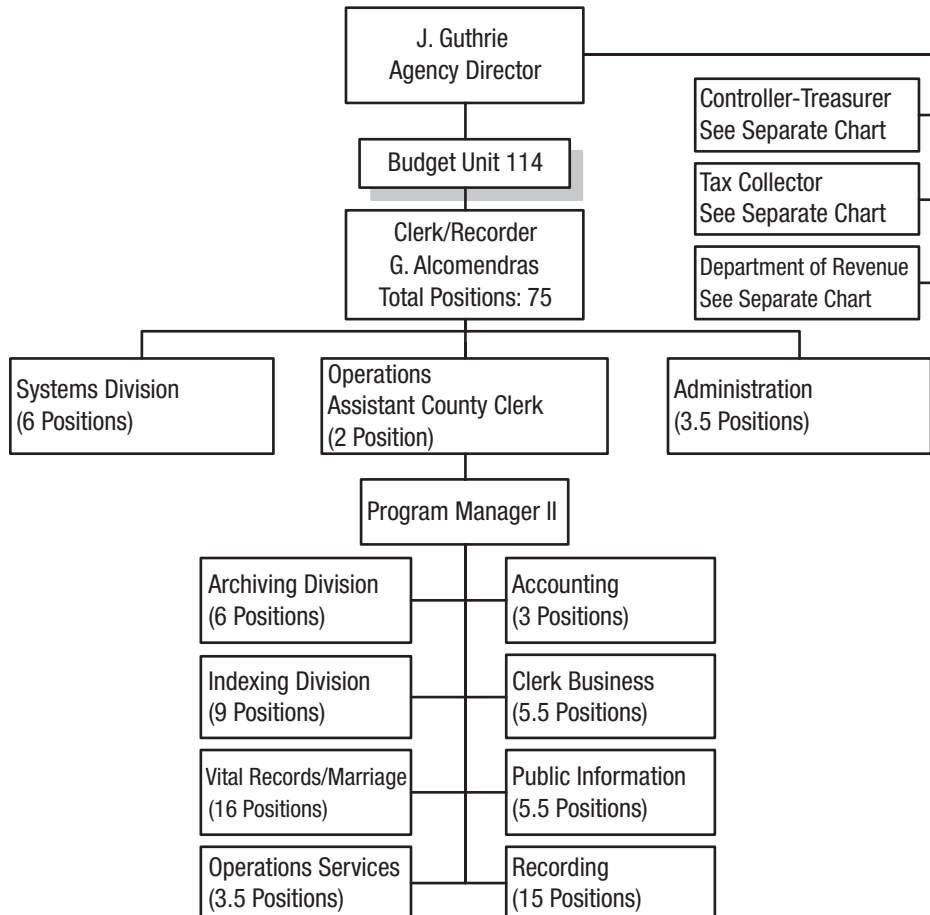 J. Guthrie
Agency Director
Controller-Treasurer
See Separate Chart
Budget Unit 114
Tax Collector
See Separate Chart
Clerk/Recorder
G. Alcomendras
Total Positions: 75
Department of Revenue
See Separate Chart
Systems Division
(6 Positions)
Operations
Assistant County Clerk
(2 Position)
Administration
(3.5 Positions)
Program Manager II
Archiving Division
(6 Positions)
Accounting
(3 Positions)
Indexing Division
(9 Positions)
Clerk Business
(5.5 Positions)
Vital Records/Marriage
(16 Positions)
Public Information
(5.5 Positions)
Operations Services
(3.5 Positions)
Recording
(15 Positions)